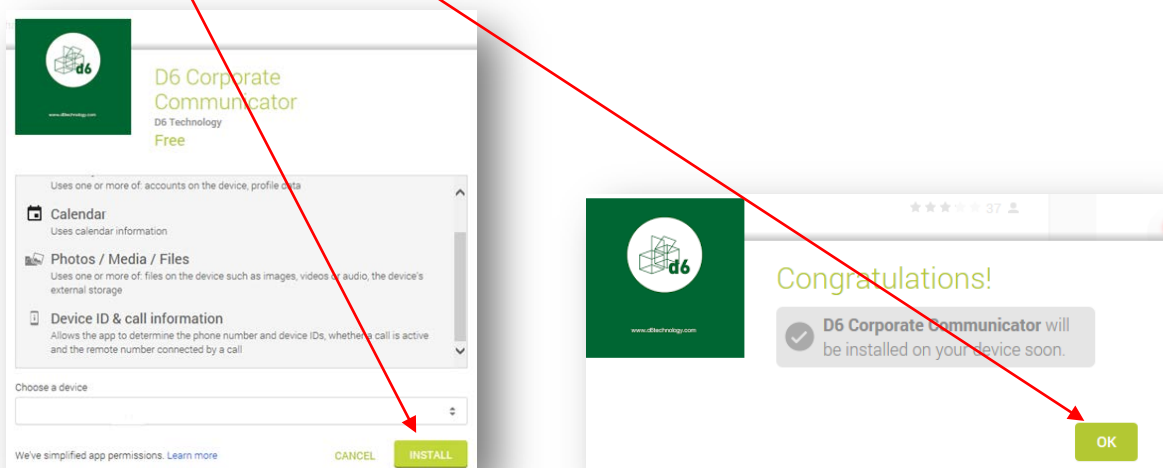 d6
www.d6technology.com
D6 Corporate
Communicator
D6 Technology
Free
Uses one or more of: accounts on the device, profile data
Calendar
Uses calendar information
Photos / Media / Files
Uses one or more of: files on the device such as images, videos or audio, the device's
external storage
Device ID & call information
Allows the app to determine the phone number and device IDs, whether a call is active
and the remote number connected by a call
Choose a device
We've simplified app permissions. Learn more
CANCEL
INSTALL
37
d6
www.d6technology.com
Congratulations!
D6 Corporate Communicator will
be installed on your device soon.
OK